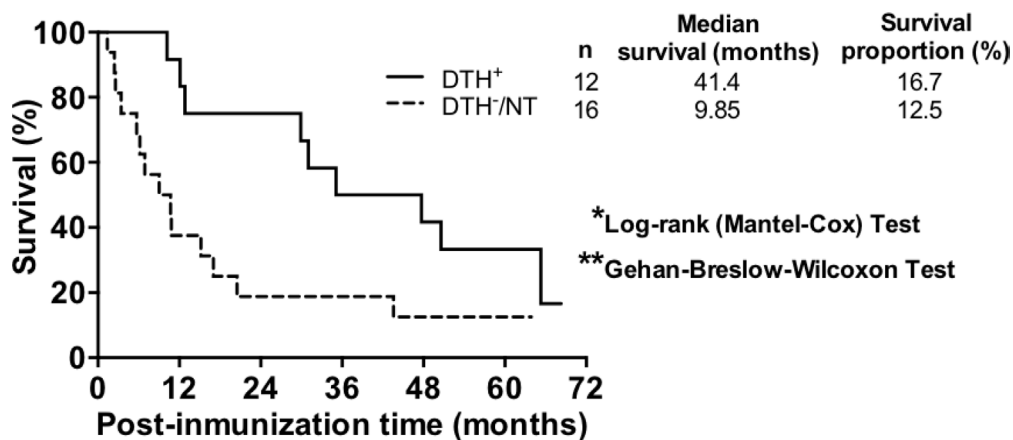 Median survival (months)
Survival proportion (%)
n
DTH⁺ 12 41.4 16.7
DTH⁻/NT 16 9.85 12.5
*Log-rank (Mantel-Cox) Test
**Gehan-Breslow-Wilcoxon Test
Survival (%)
100
80
60
40
20
0
0 12 24 36 48 60 72
Post-inmunization time (months)